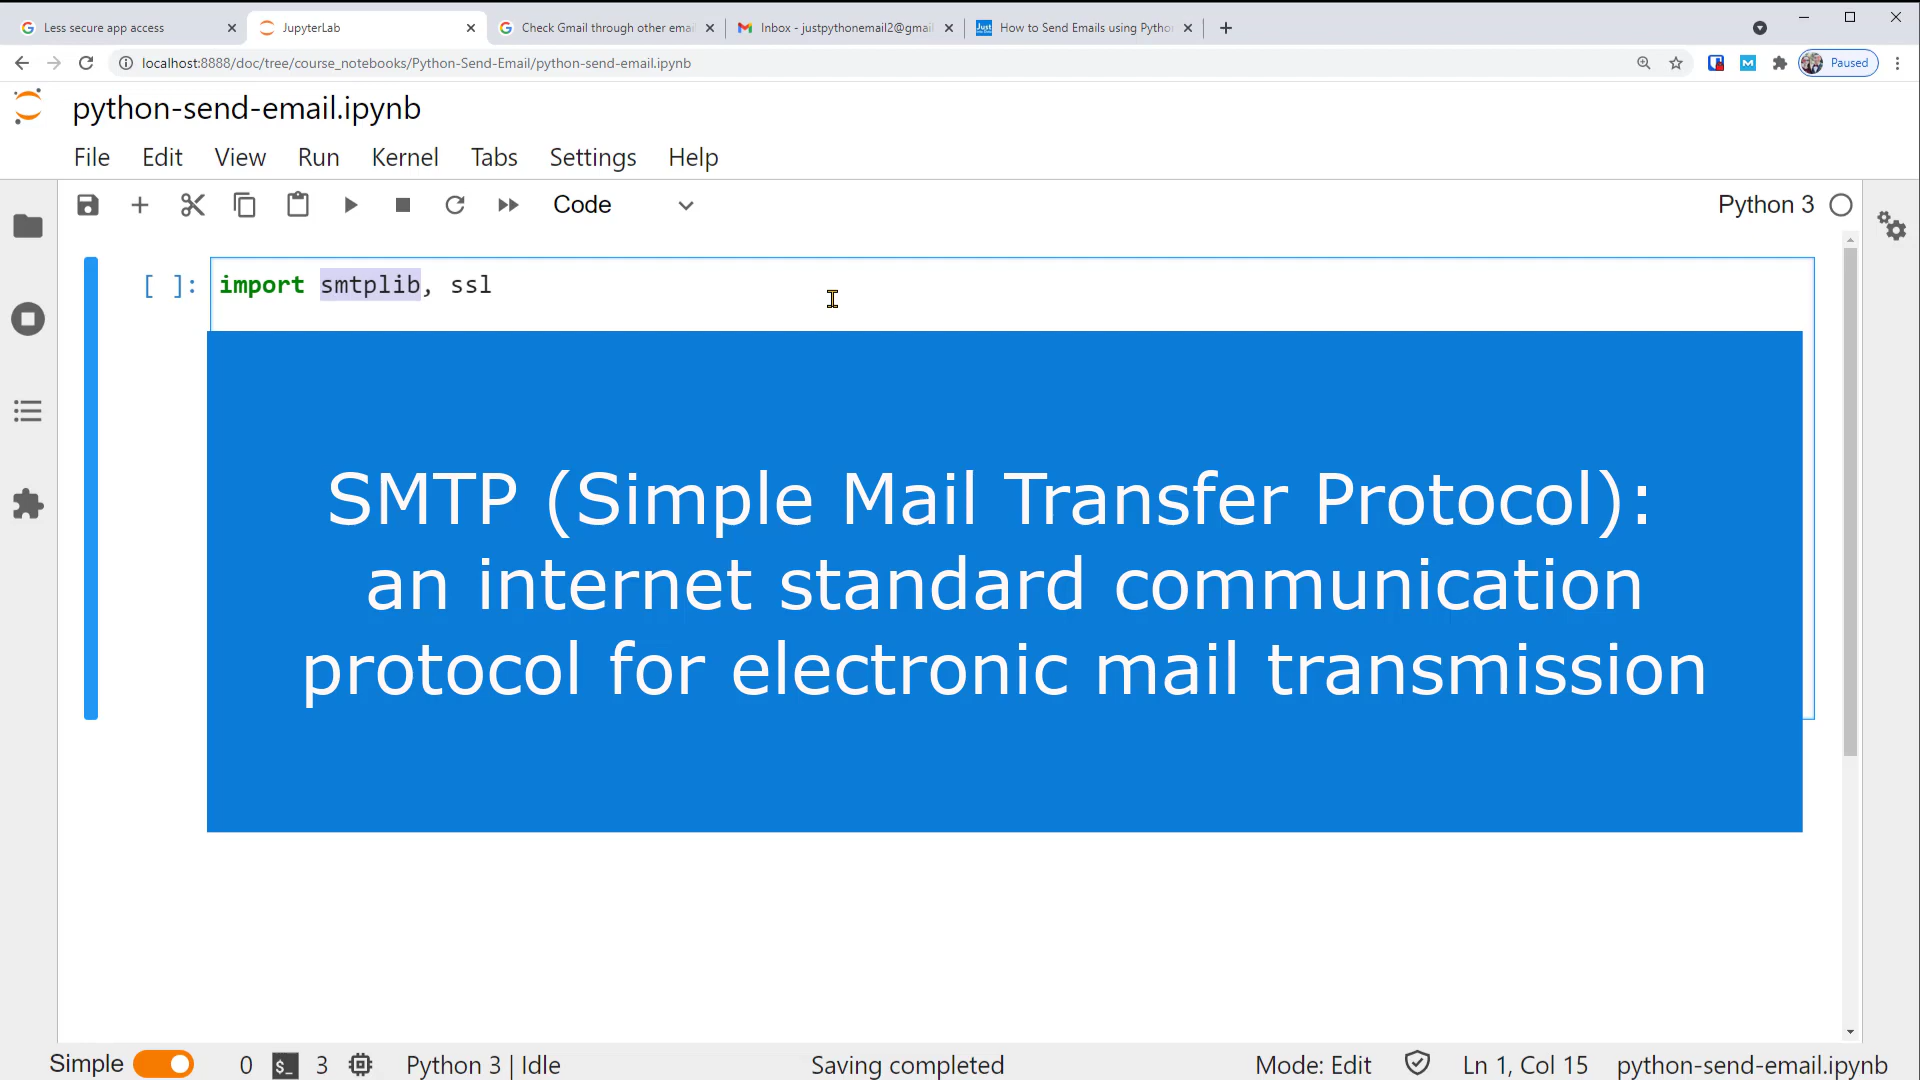 Less secure app access
JupyterLab
Check Gmail through other emai
Inbox - justpythonemail2@gmail
Just
How to Send Emails using Pytho
localhost:8888/doc/tree/course_notebooks/Python-Send-Email/python-send-email.ipynb
M
Paused
python-send-email.ipynb
File Edit View Run Kernel Tabs Settings Help
Code
Python 3
[ ]: import smtplib, ssl
SMTP (Simple Mail Transfer Protocol):
an internet standard communication
protocol for electronic mail transmission
Simple 0 $_ 3 Python 3 | Idle Saving completed Mode: Edit Ln 1, Col 15 python-send-email.ipynb